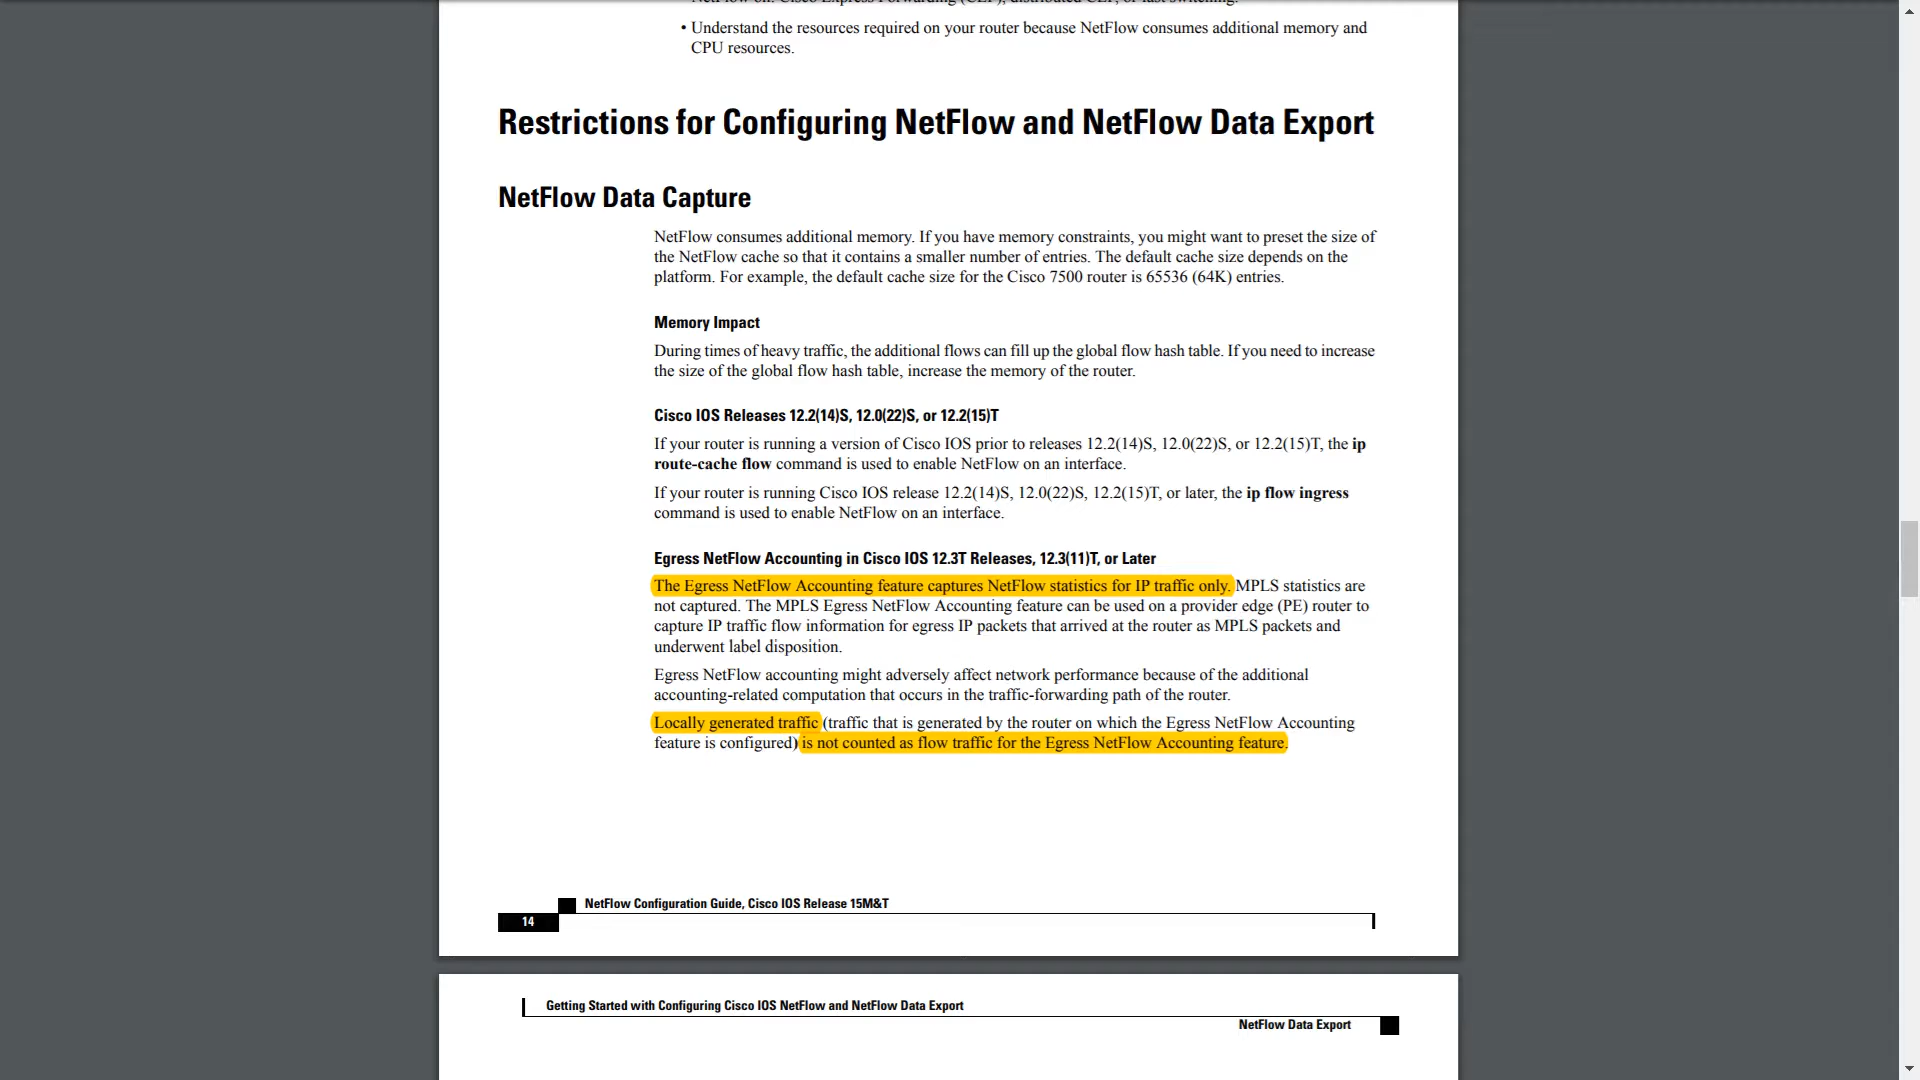 NetFlow on: Cisco Express Forwarding (CEF), distributed CEF, or fast switching.
• Understand the resources required on your router because NetFlow consumes additional memory and
CPU resources.
Restrictions for Configuring NetFlow and NetFlow Data Export
NetFlow Data Capture
NetFlow consumes additional memory. If you have memory constraints, you might want to preset the size of
the NetFlow cache so that it contains a smaller number of entries. The default cache size depends on the
platform. For example, the default cache size for the Cisco 7500 router is 65536 (64K) entries.
Memory Impact
During times of heavy traffic, the additional flows can fill up the global flow hash table. If you need to increase
the size of the global flow hash table, increase the memory of the router.
Cisco IOS Releases 12.2(14)S, 12.0(22)S, or 12.2(15)T
If your router is running a version of Cisco IOS prior to releases 12.2(14)S, 12.0(22)S, or 12.2(15)T, the ip
route-cache flow command is used to enable NetFlow on an interface.
If your router is running Cisco IOS release 12.2(14)S, 12.0(22)S, 12.2(15)T, or later, the ip flow ingress
command is used to enable NetFlow on an interface.
Egress NetFlow Accounting in Cisco IOS 12.3T Releases, 12.3(11)T, or Later
The Egress NetFlow Accounting feature captures NetFlow statistics for IP traffic only. MPLS statistics are
not captured. The MPLS Egress NetFlow Accounting feature can be used on a provider edge (PE) router to
capture IP traffic flow information for egress IP packets that arrived at the router as MPLS packets and
underwent label disposition.
Egress NetFlow accounting might adversely affect network performance because of the additional
accounting-related computation that occurs in the traffic-forwarding path of the router.
Locally generated traffic (traffic that is generated by the router on which the Egress NetFlow Accounting
feature is configured) is not counted as flow traffic for the Egress NetFlow Accounting feature.
NetFlow Configuration Guide, Cisco IOS Release 15M&T
14
Getting Started with Configuring Cisco IOS NetFlow and NetFlow Data Export
NetFlow Data Export